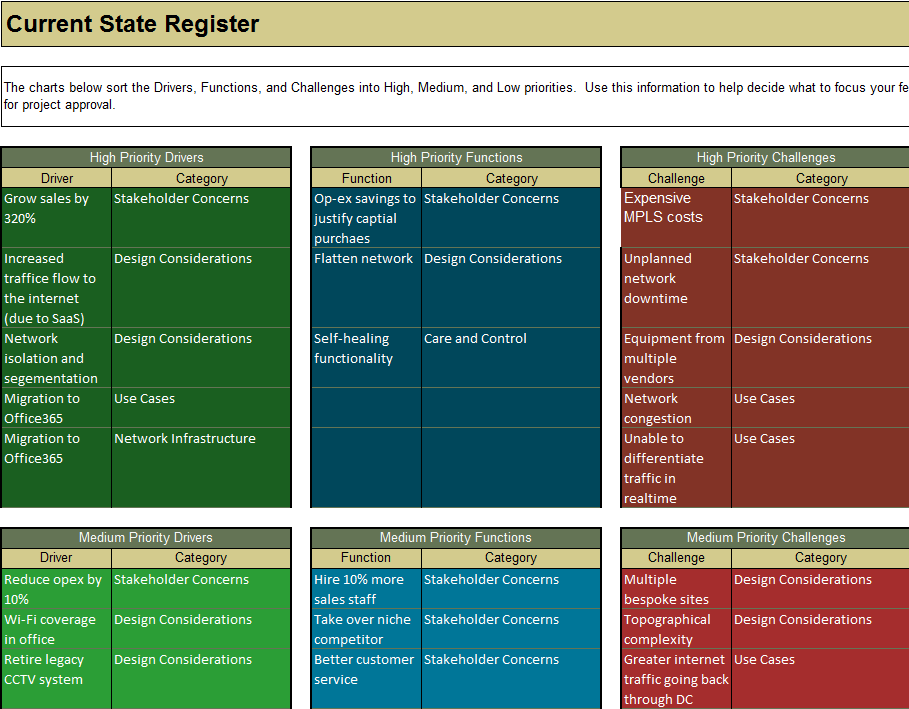 Current State Register
The charts below sort the Drivers, Functions, and Challenges into High, Medium, and Low priorities.  Use this information to help decide what to focus your fe
for project approval.
High Priority Drivers
Driver Category
Grow sales by Stakeholder Concerns
320%
Increased Design Considerations
traffice flow to
the internet
(due to SaaS)
Network Design Considerations
isolation and
segementation
Migration to Use Cases
Office365
Migration to Network Infrastructure
Office365
High Priority Functions
Function Category
Op-ex savings to Stakeholder Concerns
justify captial
purchaes
Flatten network Design Considerations
Self-healing Care and Control
functionality
High Priority Challenges
Challenge Category
Expensive Stakeholder Concerns
MPLS costs
Unplanned Stakeholder Concerns
network
downtime
Equipment from Design Considerations
multiple
vendors
Network Use Cases
congestion
Unable to Use Cases
differentiate
traffic in
realtime
Medium Priority Drivers
Driver Category
Reduce opex by Stakeholder Concerns
10%
Wi-Fi coverage Design Considerations
in office
Retire legacy Design Considerations
CCTV system
Medium Priority Functions
Function Category
Hire 10% more Stakeholder Concerns
sales staff
Take over niche Stakeholder Concerns
competitor
Better customer Stakeholder Concerns
service
Medium Priority Challenges
Challenge Category
Multiple Design Considerations
bespoke sites
Topographical Design Considerations
complexity
Greater internet Use Cases
traffic going back
through DC